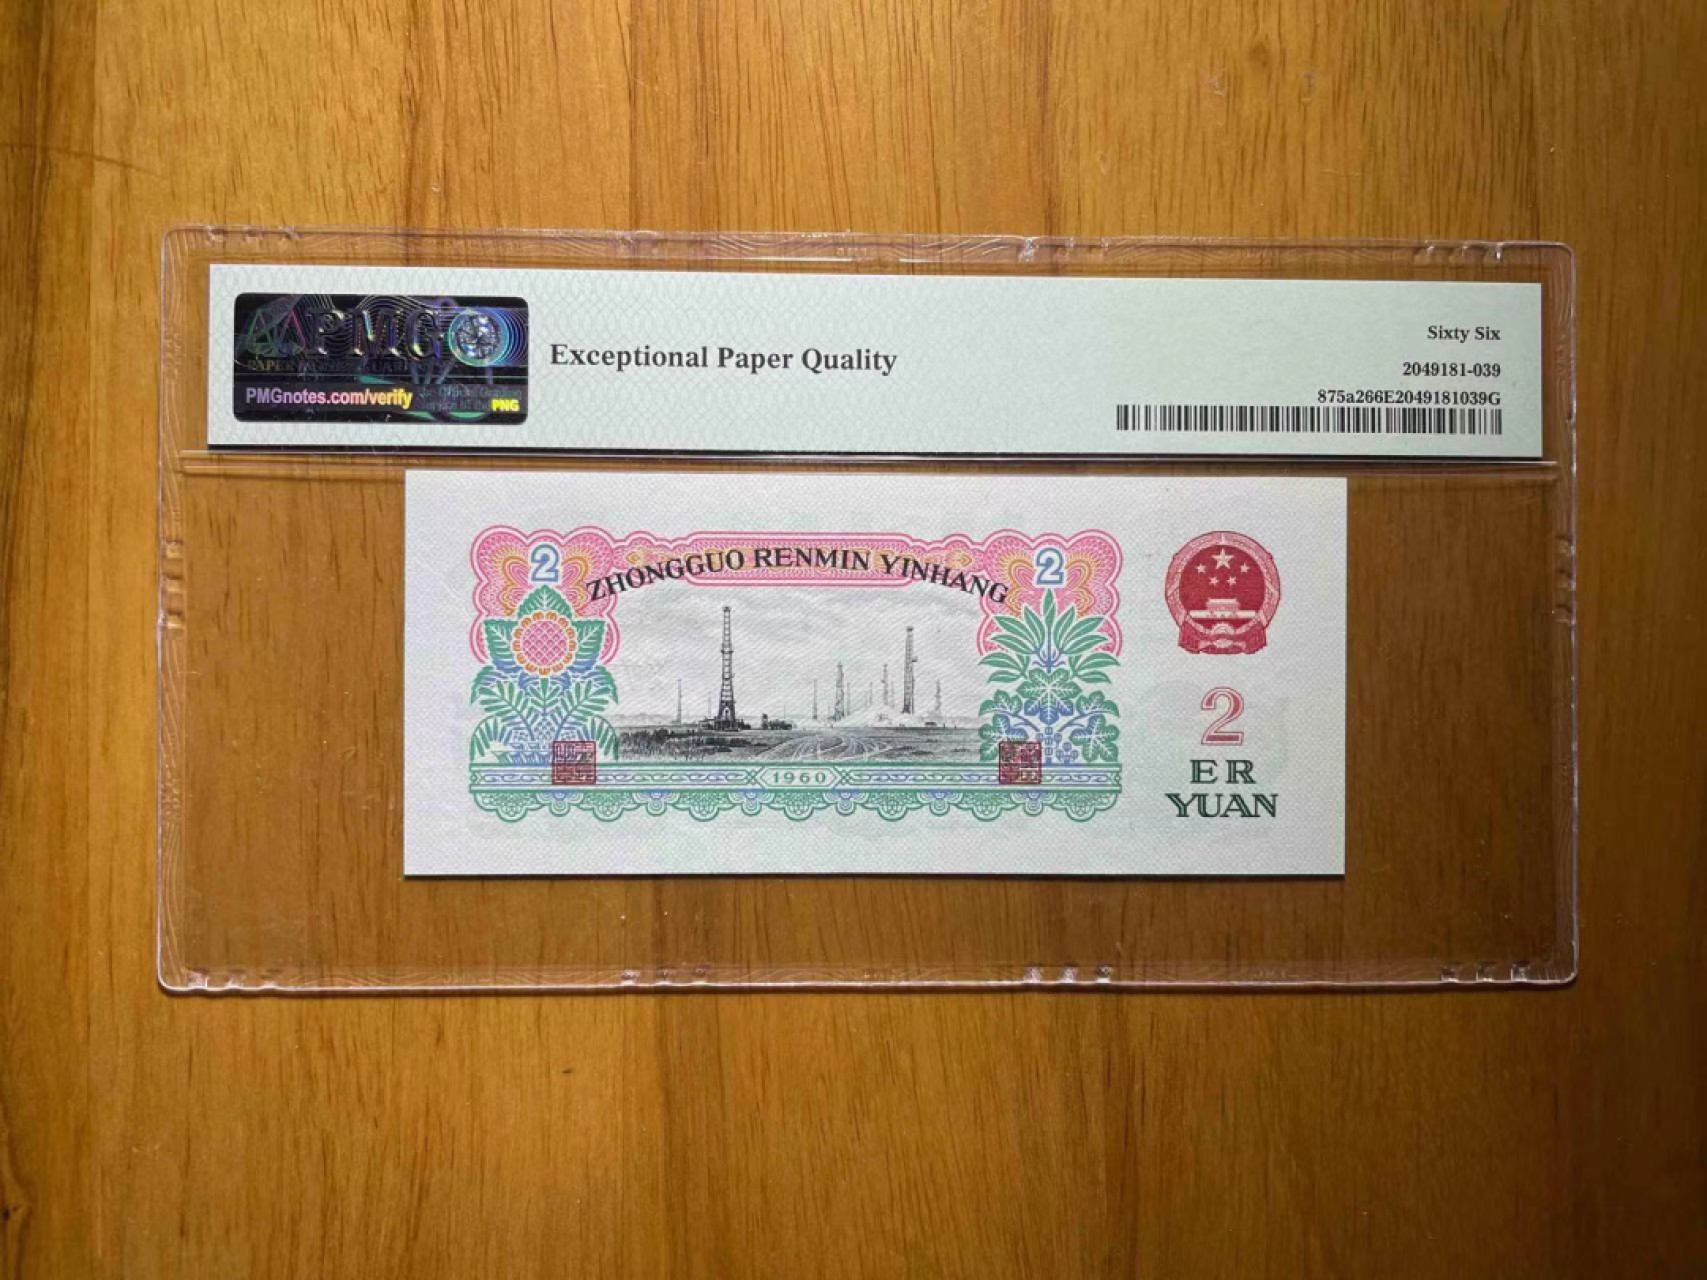 PMG
PMGnotes.com/verify
PNG
Exceptional Paper Quality
Sixty Six
2049181-039
875a266E2049181039G
2
2
ZHONGGUO RENMIN YINHANG
1960
2
ER
YUAN